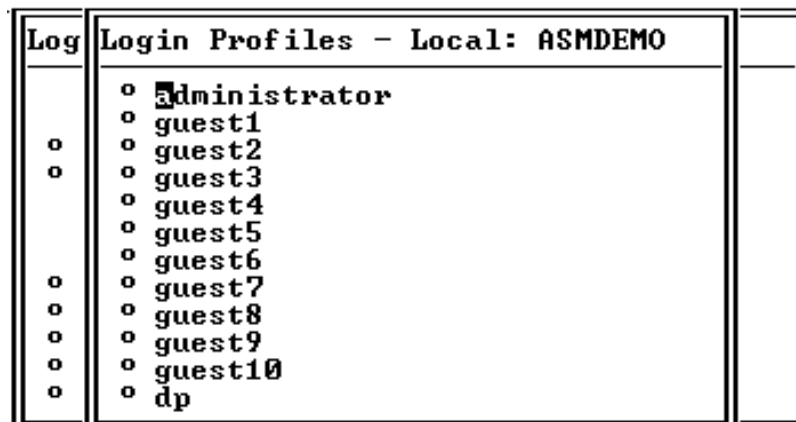 Log
Login Profiles - Local: ASMDEMO
° administrator
° guest1
° guest2
° guest3
° guest4
° guest5
° guest6
° guest7
° guest8
° guest9
° guest10
° dp